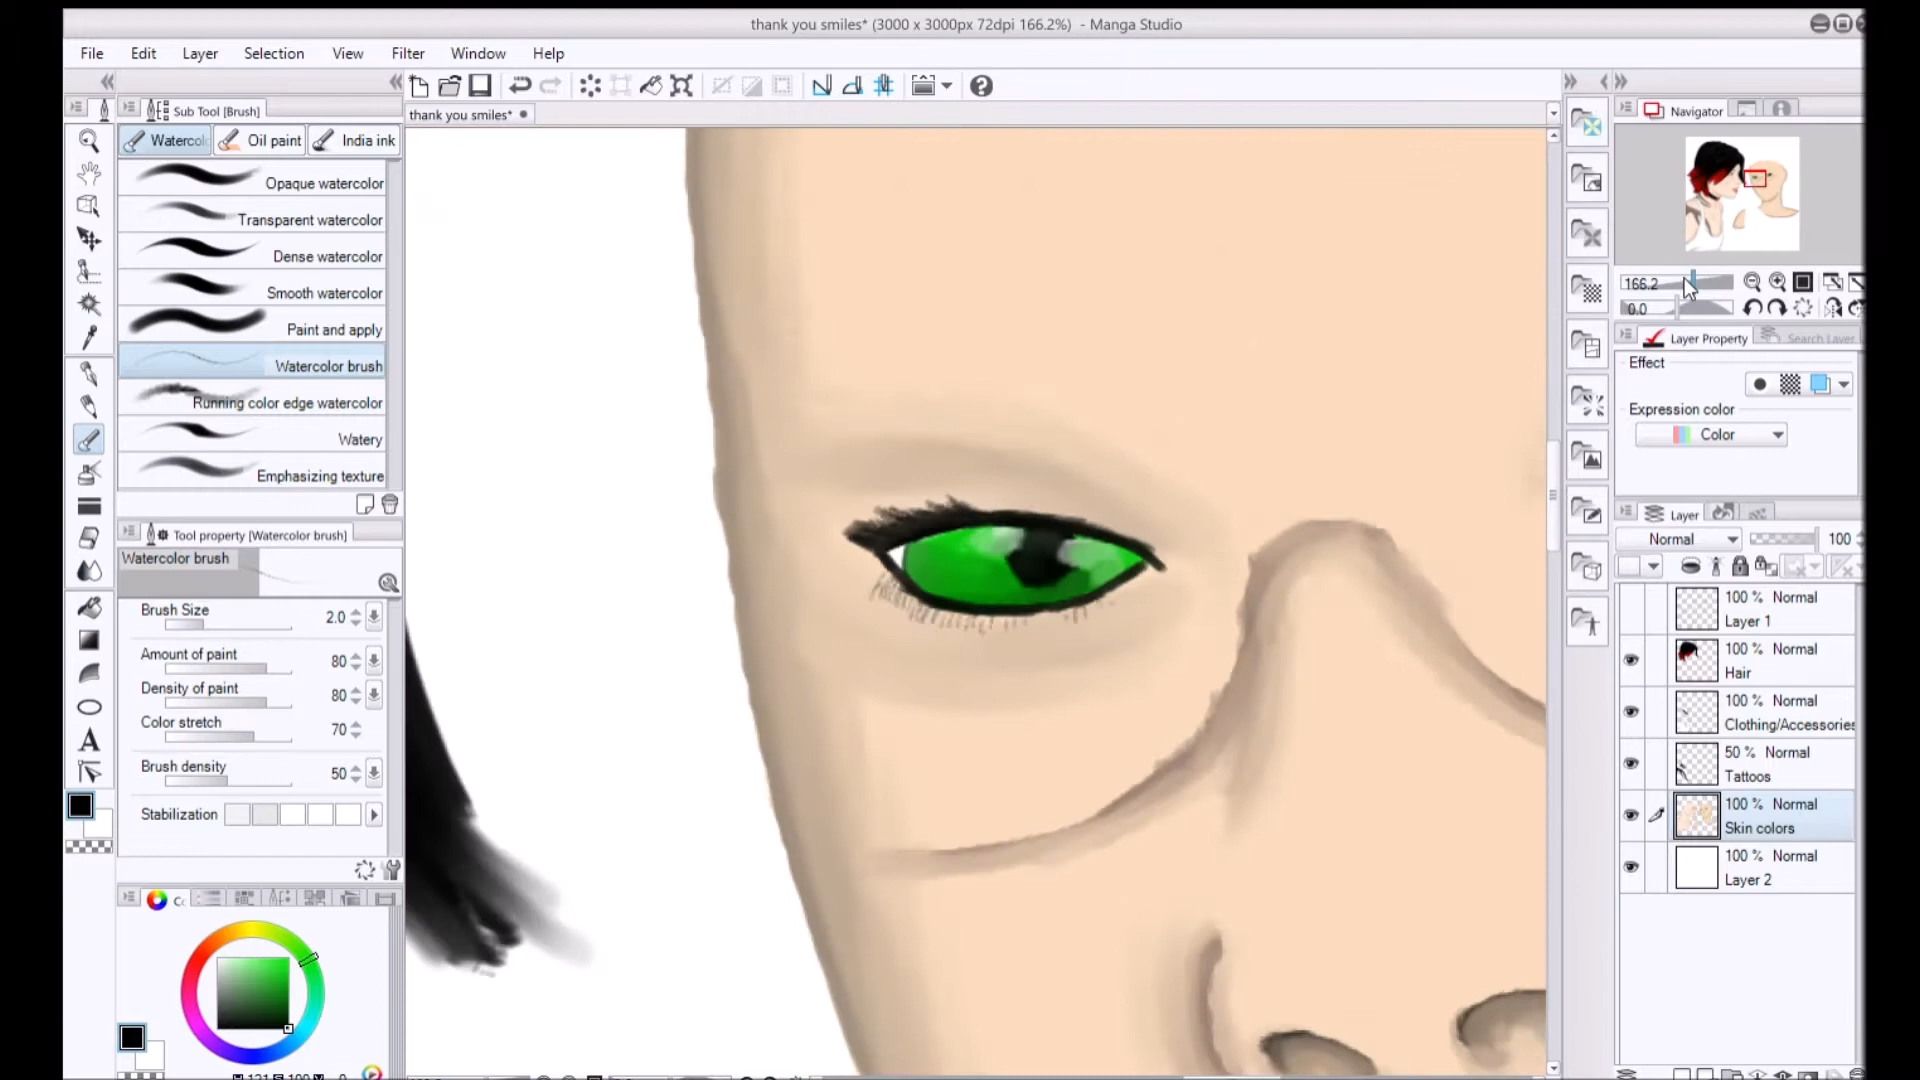 thank you smiles* (3000 x 3000px 72dpi 166.2%) - Manga Studio
File Edit Layer Selection View Filter Window Help
Sub Tool [Brush]
Watercol Oil paint India ink
Opaque watercolor
Transparent watercolor
Dense watercolor
Smooth watercolor
Paint and apply
Watercolor brush
Running color edge watercolor
Watery
Emphasizing texture
Tool property [Watercolor brush]
Watercolor brush
Brush Size 2.0
Amount of paint 80
Density of paint 80
Color stretch 70
Brush density 50
Stabilization
thank you smiles*
Navigator
166.2
0.0
Layer Property Search Layer
Effect
Expression color
Color
Layer
Normal 100
100 % Normal
Layer 1
100 % Normal
Hair
100 % Normal
Clothing/Accessories
50 % Normal
Tattoos
100 % Normal
Skin colors
100 % Normal
Layer 2